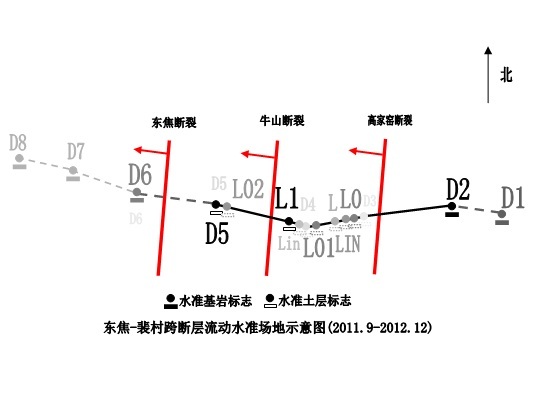 北
东焦断裂
牛山断裂
高家窑断裂
D8
D7
D6
D6
D5
LO2
D5
L1
D4
Lin
LO1
L
LO
LIN
D3
D2
D1
水准基岩标志
水准土层标志
东焦-裴村跨断层流动水准场地示意图(2011.9-2012.12)